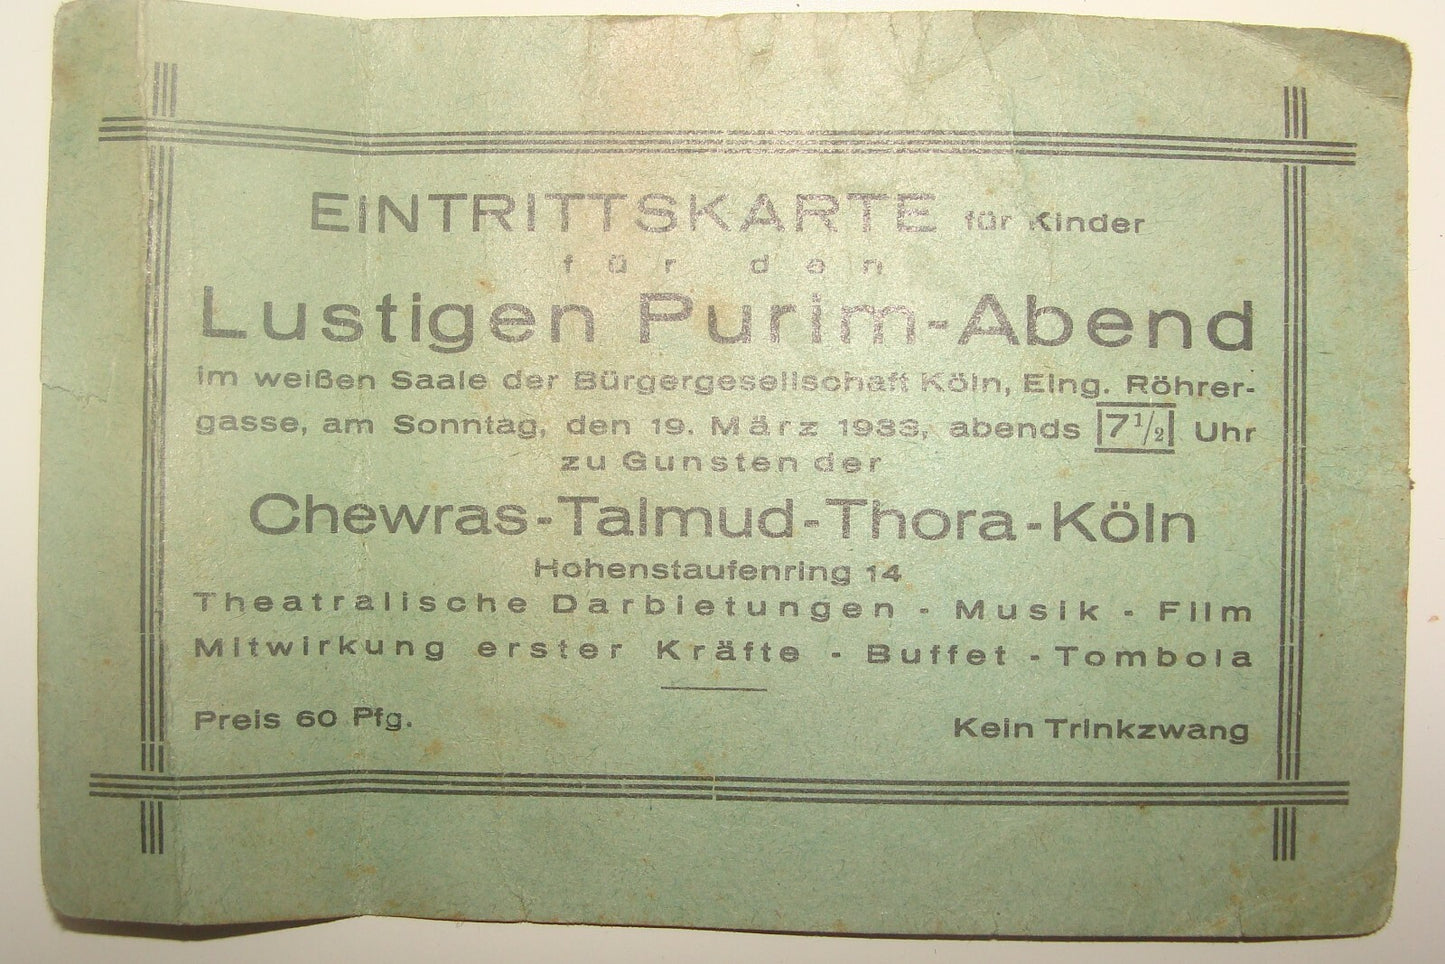 EINTRITTSKARTE für Kinder
für den
Lustigen Purim-Abend
im weißen Saale der Bürgergesellschaft Köln, Eing. Röhrer-
gasse, am Sonntag, den 19. März 1933, abends 7 1/2 Uhr
zu Gunsten der
Chewras-Talmud-Thora-Köln
Hohenstaufenring 14
Theatralische Darbietungen - Musik - Film
Mitwirkung erster Kräfte - Buffet - Tombola
Preis 60 Pfg.
Kein Trinkzwang